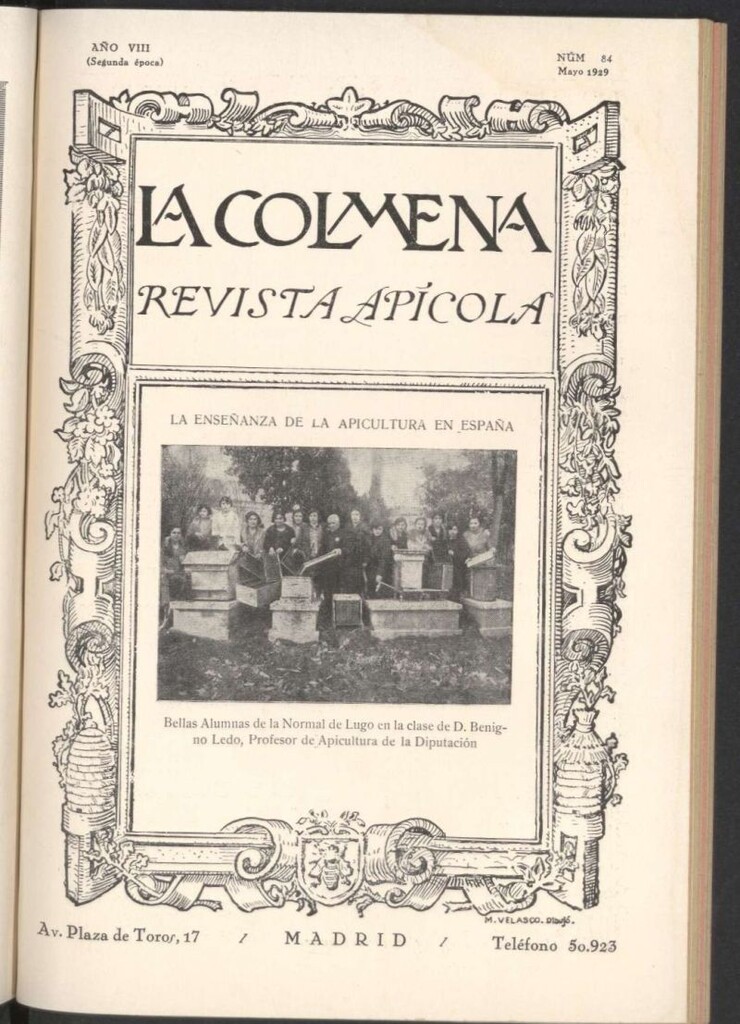 AÑO VIII
(Segunda época)
NÚM 84
Mayo 1929
LA COLMENA
REVISTA APÍCOLA
LA ENSEÑANZA DE LA APICULTURA EN ESPAÑA
Bellas Alumnas de la Normal de Lugo en la clase de D. Benig-
no Ledo, Profesor de Apicultura de la Diputación
M. VELASCO. Dibujó.
Av. Plaza de Toros, 17 / MADRID / Teléfono 50.923